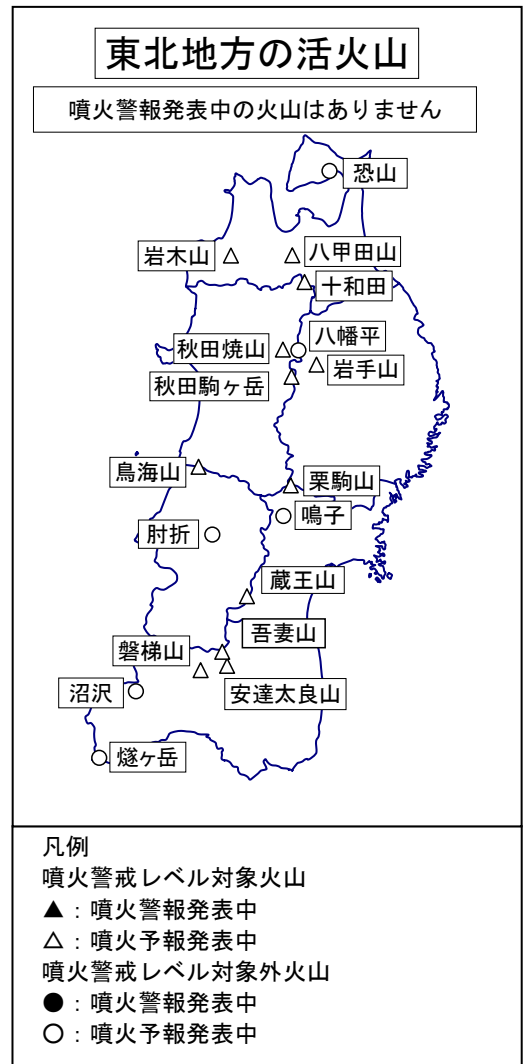 東北地方の活火山
噴火警報発表中の火山はありません
恐山
岩木山
八甲田山
十和田
八幡平
秋田焼山
岩手山
秋田駒ヶ岳
鳥海山
栗駒山
鳴子
肘折
蔵王山
吾妻山
磐梯山
沼沢
安達太良山
燧ヶ岳
凡例
噴火警戒レベル対象火山
▲：噴火警報発表中
△：噴火予報発表中
噴火警戒レベル対象外火山
●：噴火警報発表中
○：噴火予報発表中